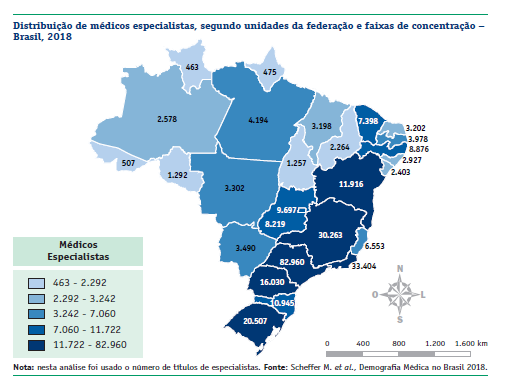 Distribuição de médicos especialistas, segundo unidades da federação e faixas de concentração –
Brasil, 2018
463
475
2.578
4.194
3.198
7.398
3.202
3.978
8.876
2.927
2.403
2.264
507
1.292
1.257
3.302
11.916
9.697
8.219
30.263
3.490
6.553
82.960
33.404
16.030
10.945
20.507
Médicos
Especialistas
463 - 2.292
2.292 - 3.242
3.242 - 7.060
7.060 - 11.722
11.722 - 82.960
N
O L
S
0 400 800 1.200 1.600 km
Nota: nesta análise foi usado o número de títulos de especialistas. Fonte: Scheffer M. et al., Demografia Médica no Brasil 2018.